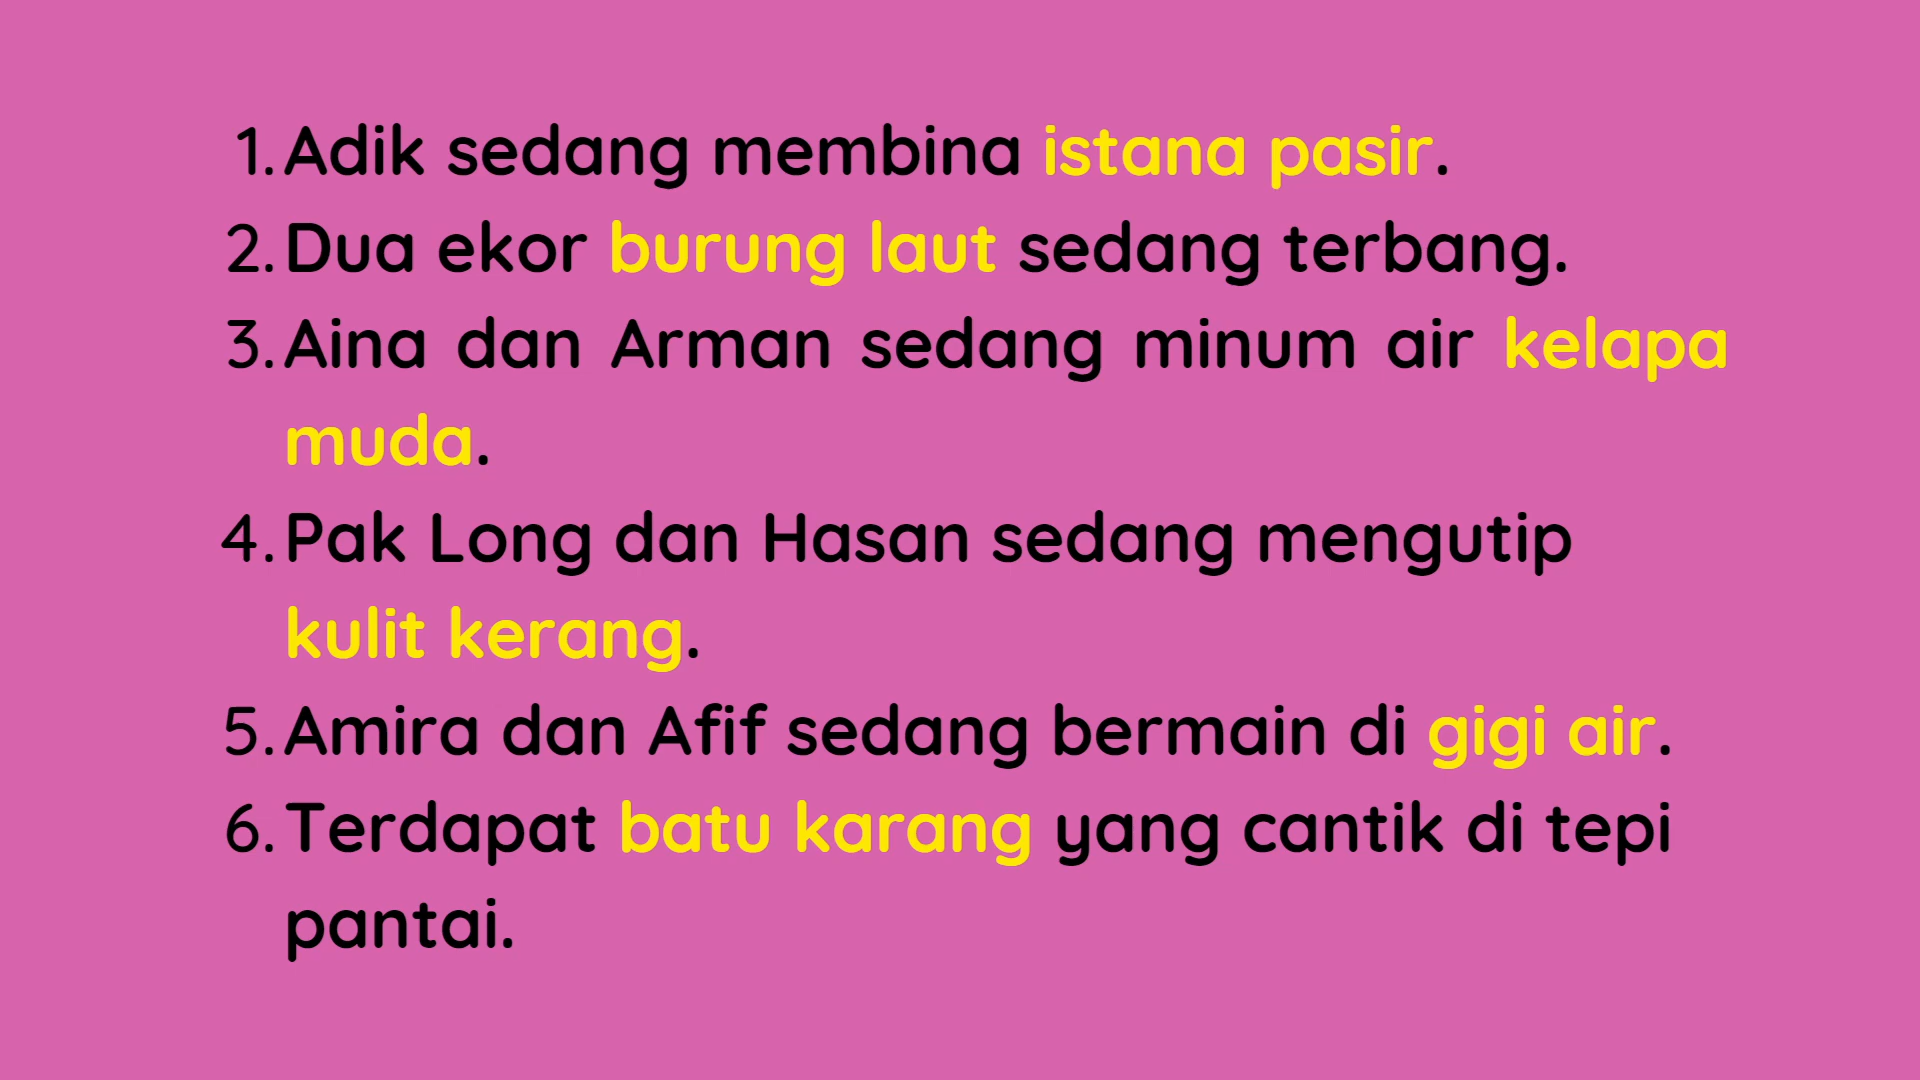 1. Adik sedang membina istana pasir.
2. Dua ekor burung laut sedang terbang.
3. Aina dan Arman sedang minum air kelapa
muda.
4. Pak Long dan Hasan sedang mengutip
kulit kerang.
5. Amira dan Afif sedang bermain di gigi air.
6. Terdapat batu karang yang cantik di tepi
pantai.